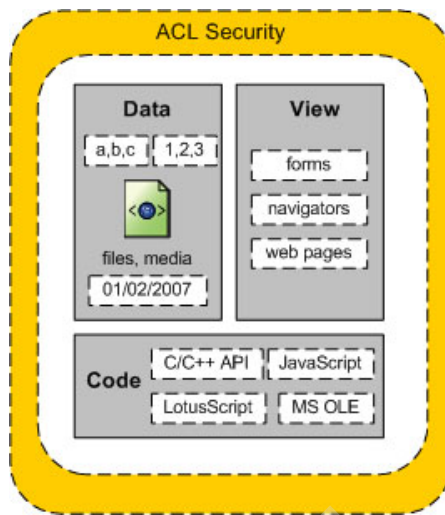 ACL Security
Data
a,b,c
1,2,3
<>
files, media
01/02/2007
View
forms
navigators
web pages
Code
C/C++ API
JavaScript
LotusScript
MS OLE